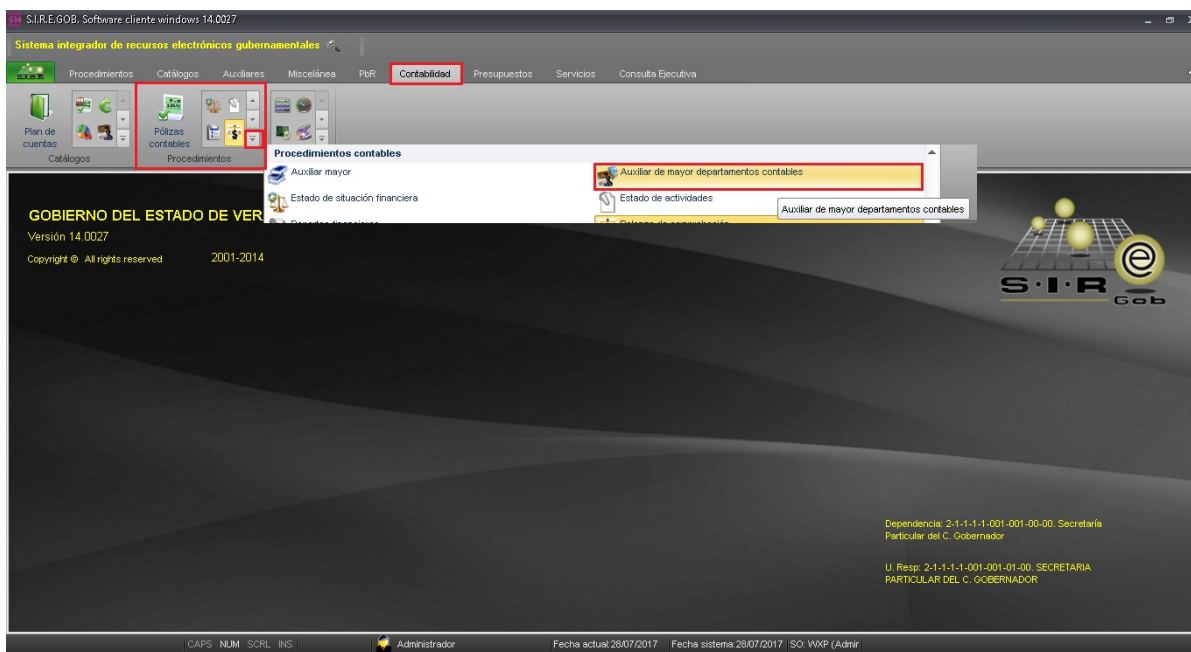 S.I.R.E.GOB. Software cliente windows 14.0027
Sistema integrador de recursos electrónicos gubernamentales
Procedimientos Catálogos Auxiliares Miscelánea PbR Contabilidad Presupuestos Servicios Consulta Ejecutiva
Plan de cuentas
Pólizas contables
Catálogos
Procedimientos
Procedimientos contables
Auxiliar mayor
Auxiliar de mayor departamentos contables
Estado de situación financiera
Estado de actividades
Auxiliar de mayor departamentos contables
GOBIERNO DEL ESTADO DE VER
Versión 14.0027
Copyright © All rights reserved 2001-2014
S·I·R e
Gob
Dependencia: 2-1-1-1-1-001-001-00-00. Secretaría
Particular del C. Gobernador
U. Resp: 2-1-1-1-1-001-001-01-00. SECRETARIA
PARTICULAR DEL C. GOBERNADOR
CAPS NUM SCRL INS Administrador Fecha actual:28/07/2017 Fecha sistema:28/07/2017 SO: WXP (Admir